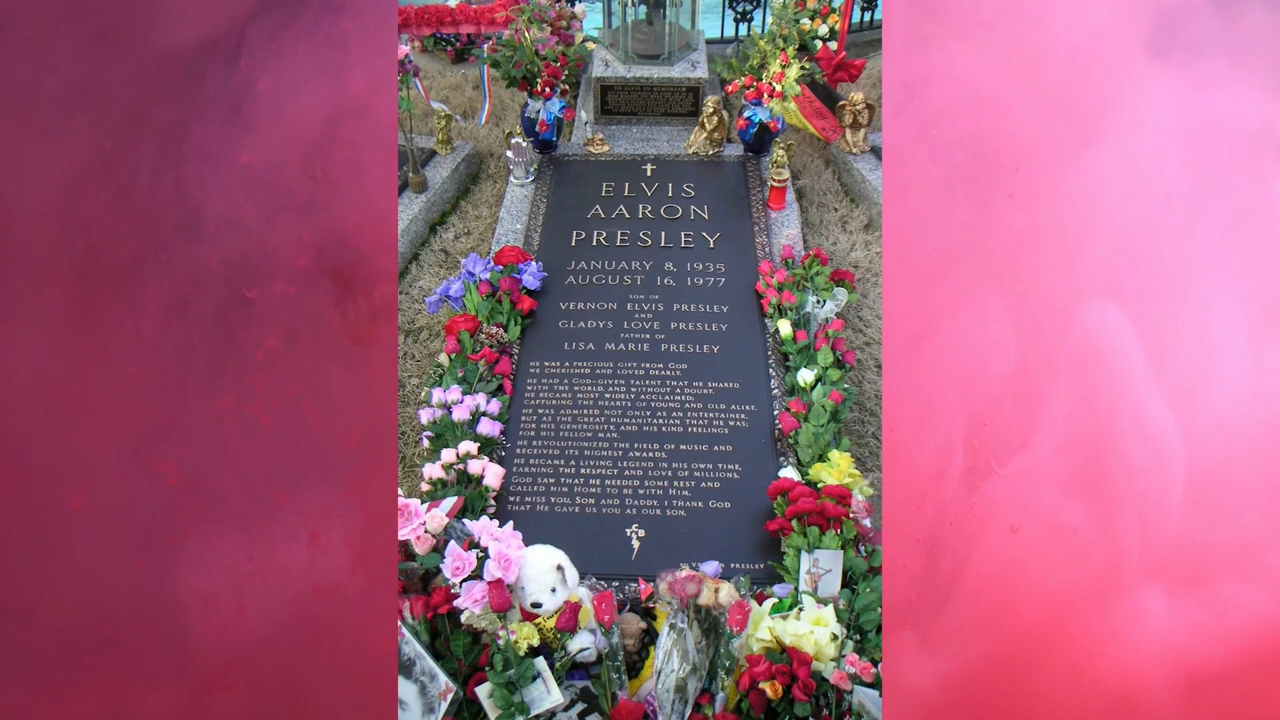 TO ELVIS IN MEMORIAM
ELVIS
AARON
PRESLEY
JANUARY 8, 1935
AUGUST 16, 1977
SON OF
VERNON ELVIS PRESLEY
AND
GLADYS LOVE PRESLEY
FATHER OF
LISA MARIE PRESLEY
HE WAS A PRECIOUS GIFT FROM GOD
WE CHERISHED AND LOVED DEARLY.
HE HAD A GOD-GIVEN TALENT THAT HE SHARED
WITH THE WORLD. AND WITHOUT A DOUBT,
HE BECAME MOST WIDELY ACCLAIMED;
CAPTURING THE HEARTS OF YOUNG AND OLD ALIKE.
HE WAS ADMIRED NOT ONLY AS AN ENTERTAINER,
BUT AS THE GREAT HUMANITARIAN THAT HE WAS;
FOR HIS GENEROSITY, AND HIS KIND FEELINGS
FOR HIS FELLOW MAN.
HE REVOLUTIONIZED THE FIELD OF MUSIC AND
RECEIVED ITS HIGHEST AWARDS.
HE BECAME A LIVING LEGEND IN HIS OWN TIME,
EARNING THE RESPECT AND LOVE OF MILLIONS.
GOD SAW THAT HE NEEDED SOME REST AND
CALLED HIM HOME TO BE WITH HIM.
WE MISS YOU, SON AND DADDY. I THANK GOD
THAT HE GAVE US YOU AS OUR SON.
TCB
VERNON PRESLEY